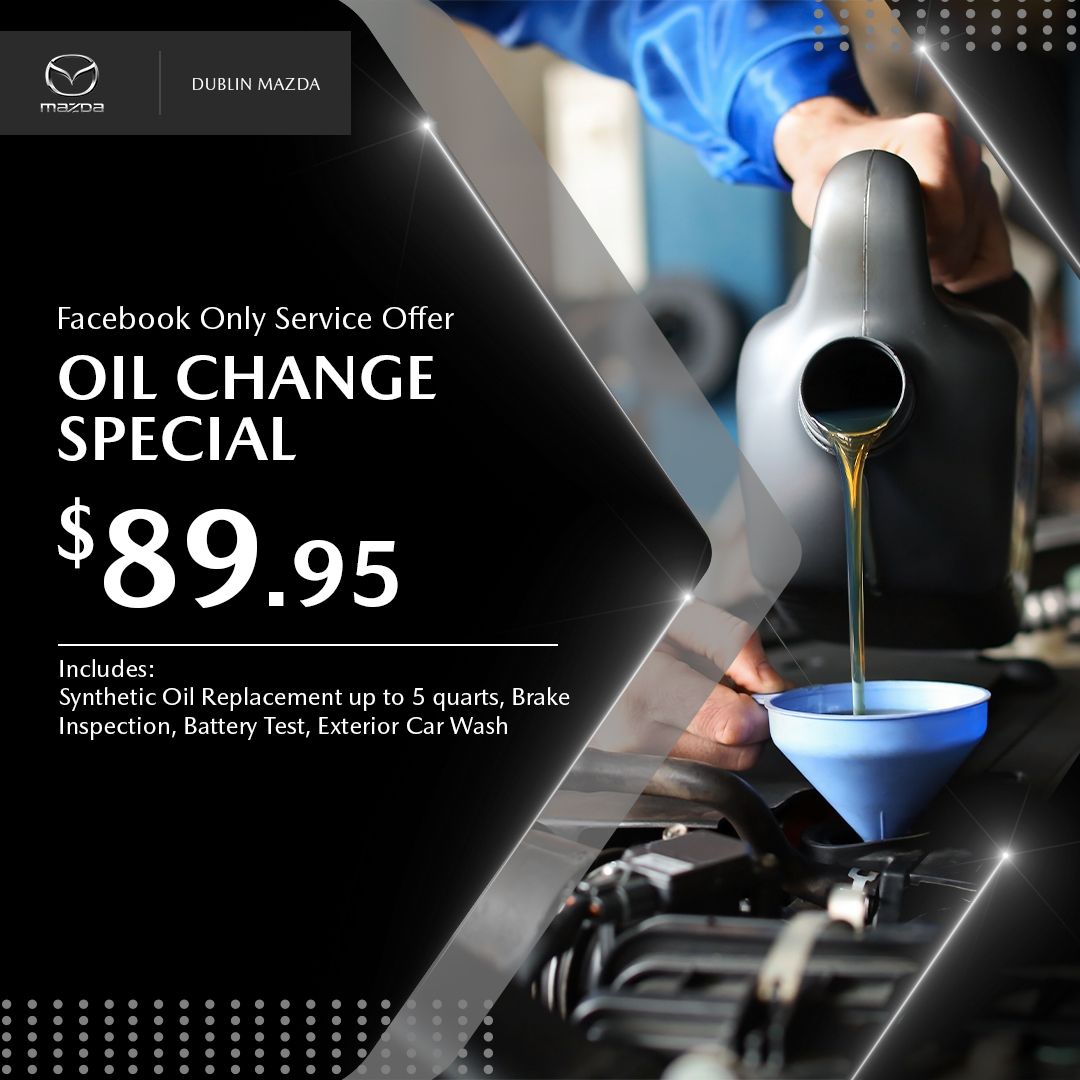 mazda
DUBLIN MAZDA
Facebook Only Service Offer
OIL CHANGE
SPECIAL
$89.95
Includes:
Synthetic Oil Replacement up to 5 quarts, Brake
Inspection, Battery Test, Exterior Car Wash